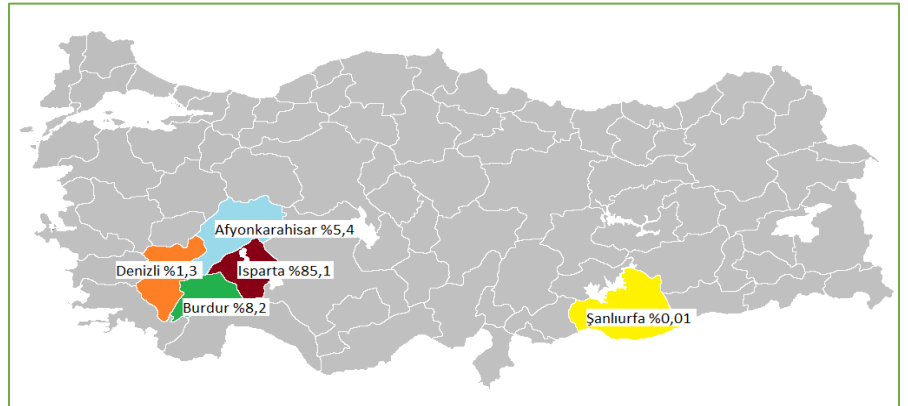 Afyonkarahisar %5,4
Denizli %1,3
Isparta %85,1
Burdur %8,2
Şanlıurfa %0,01